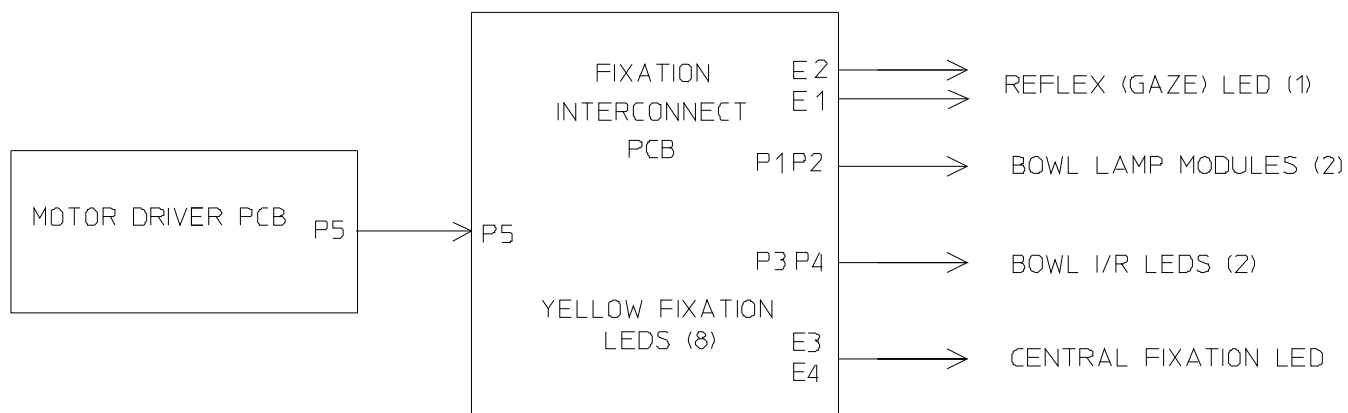 MOTOR DRIVER PCB
P5
P5
FIXATION
INTERCONNECT
PCB
YELLOW FIXATION
LEDS (8)
E2
E1
P1 P2
P3 P4
E3
E4
REFLEX (GAZE) LED (1)
BOWL LAMP MODULES (2)
BOWL I/R LEDS (2)
CENTRAL FIXATION LED